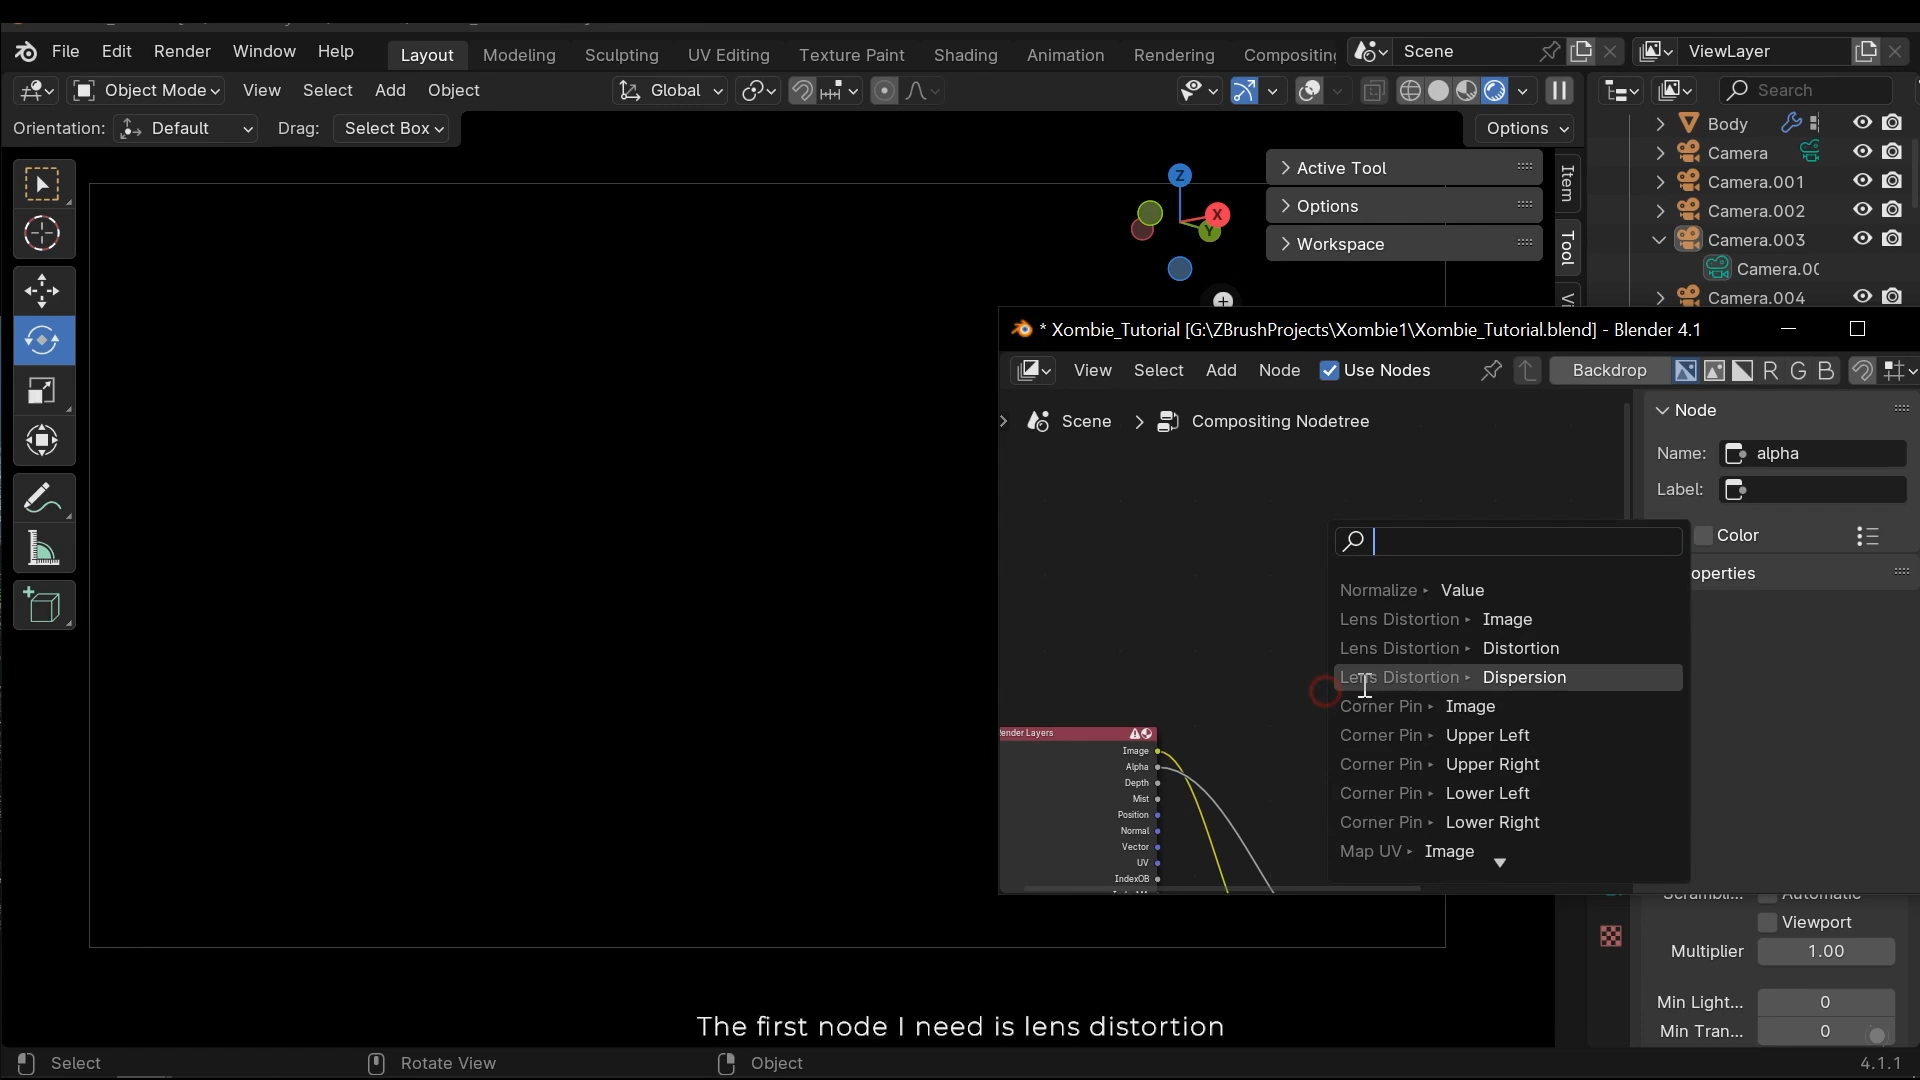 File Edit Render Window Help
Layout Modeling Sculpting UV Editing Texture Paint Shading Animation Rendering
Scene
ViewLayer
Object Mode View Select Add Object
Global
Search
Orientation: Default Drag: Select Box
Options
Body
Camera
Camera.001
Camera.002
Camera.003
Camera.004
Active Tool
Options
Workspace
Item
Tool
Z
X
Y
* Xombie_Tutorial [G:\ZBrushProjects\Xombie1\Xombie_Tutorial.blend] - Blender 4.1
View Select Add Node Use Nodes Backdrop R G B
Scene > Compositing Nodetree
Node
Name: alpha
Label:
Color
operties
Normalize ▸ Value
Lens Distortion ▸ Image
Lens Distortion ▸ Distortion
Lens Distortion ▸ Dispersion
Corner Pin ▸ Image
Corner Pin ▸ Upper Left
Corner Pin ▸ Upper Right
Corner Pin ▸ Lower Left
Corner Pin ▸ Lower Right
Map UV ▸ Image
ender Layers
Image
Alpha
Depth
Mist
Position
Normal
Vector
UV
IndexOB
Viewport
Multiplier 1.00
Min Light... 0
Min Tran... 0
The first node I need is lens distortion
Select
Rotate View
Object
4.1.1